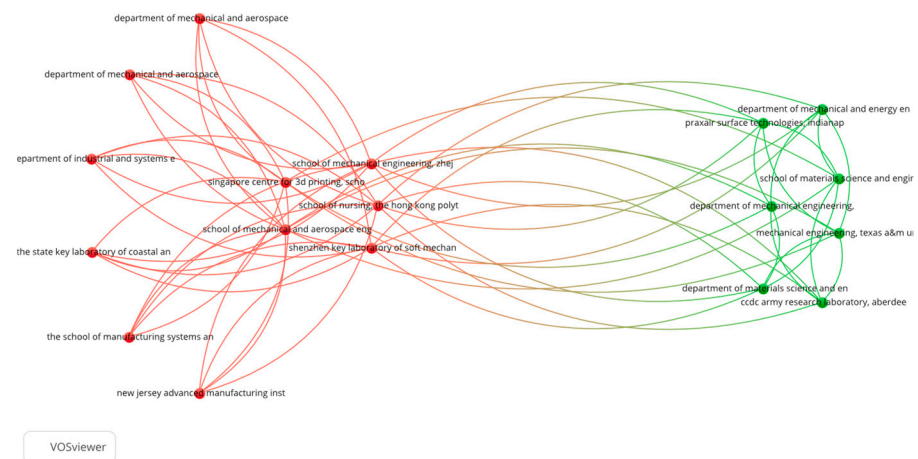 department of mechanical and aerospace
department of mechanical and aerospace
epartment of industrial and systems e
the state key laboratory of coastal an
the school of manufacturing systems an
new jersey advanced manufacturing inst
school of mechanical engineering, zhej
singapore centre for 3d printing, scho
school of nursing, the hong kong polyt
school of mechanical and aerospace eng
shenzhen key laboratory of soft mechan
department of mechanical and energy en
praxair surface technologies, indianap
school of materials science and engir
department of mechanical engineering,
mechanical engineering, texas a&m ur
department of materials science and en
ccdc army research laboratory, aberdee
VOSviewer